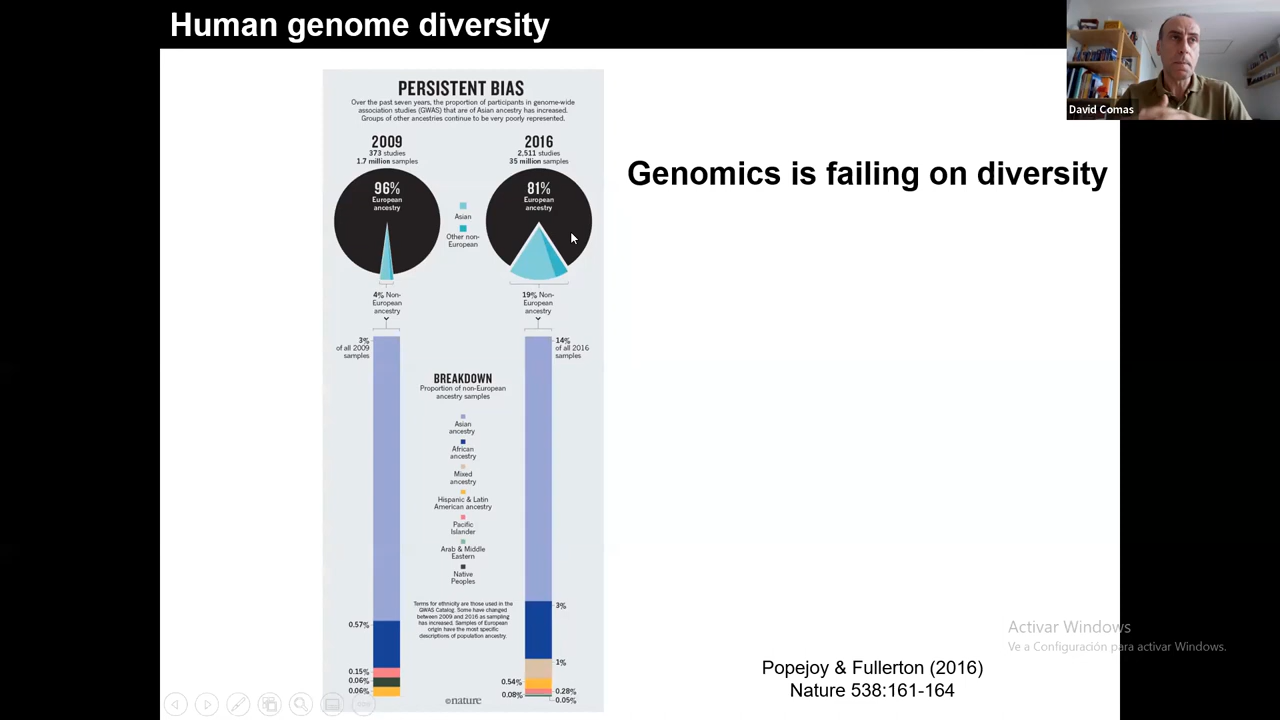 Human genome diversity
David Comas
PERSISTENT BIAS
Over the past seven years, the proportion of participants in genome-wide
association studies (GWAS) that are of Asian ancestry has increased.
Groups of other ancestries continue to be very poorly represented.
2009
373 studies
1.7 million samples
2016
2,511 studies
35 million samples
96%
European
ancestry
Asian
Other non-
European
81%
European
ancestry
4% Non-
European
ancestry
19% Non-
European
ancestry
3%
of all 2009
samples
14%
of all 2016
samples
BREAKDOWN
Proportion of non-European
ancestry samples
Asian
ancestry
African
ancestry
Mixed
ancestry
Hispanic & Latin
American ancestry
Pacific
Islander
Arab & Middle
Eastern
Native
Peoples
Terms for ethnicity are those used in the
GWAS Catalog. Some have changed
between 2009 and 2016 as sampling
has increased. Samples of European
origin have the most specific
descriptions of population ancestry.
0.57%
0.15%
0.06%
0.06%
3%
1%
0.54%
0.28%
0.08%
0.05%
©nature
Genomics is failing on diversity
Popejoy & Fullerton (2016)
Nature 538:161-164
Activar Windows
Ve a Configuración para activar Windows.